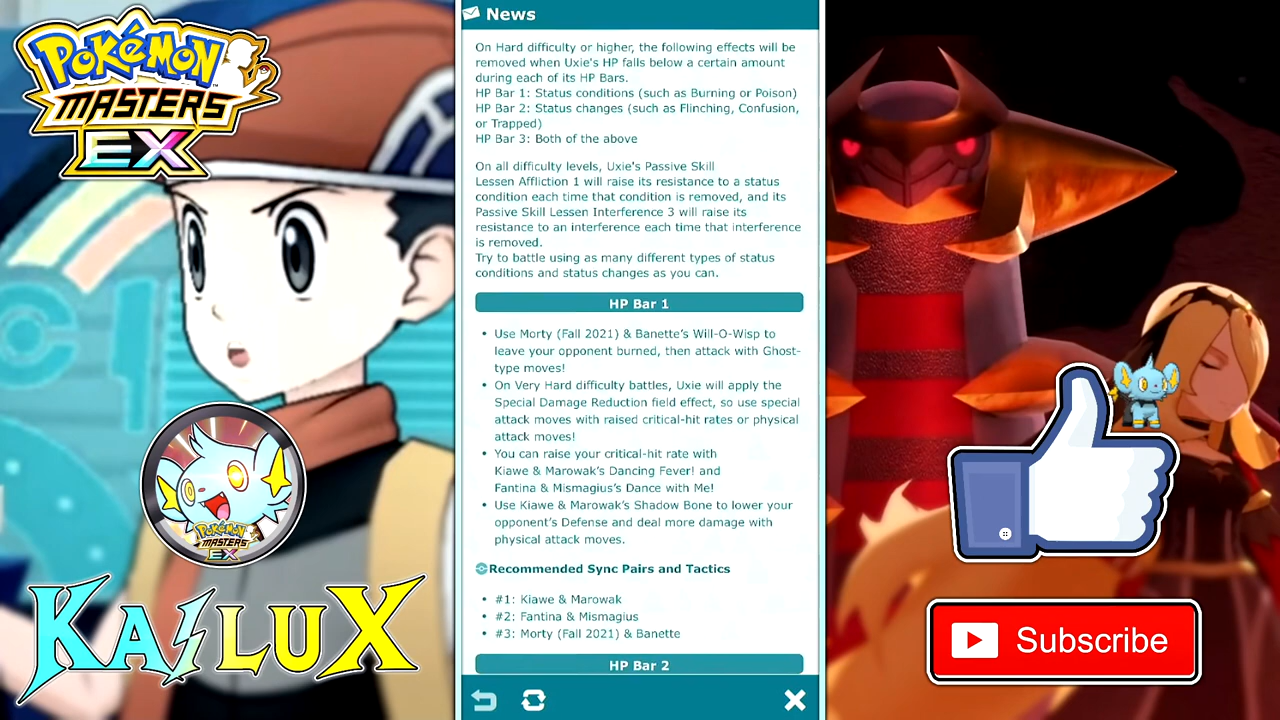 POKéMON
MASTERS
EX
News
On Hard difficulty or higher, the following effects will be
removed when Uxie's HP falls below a certain amount
during each of its HP Bars.
HP Bar 1: Status conditions (such as Burning or Poison)
HP Bar 2: Status changes (such as Flinching, Confusion,
or Trapped)
HP Bar 3: Both of the above
On all difficulty levels, Uxie's Passive Skill
Lessen Affliction 1 will raise its resistance to a status
condition each time that condition is removed, and its
Passive Skill Lessen Interference 3 will raise its
resistance to an interference each time that interference
is removed.
Try to battle using as many different types of status
conditions and status changes as you can.
HP Bar 1
• Use Morty (Fall 2021) & Banette's Will-O-Wisp to
leave your opponent burned, then attack with Ghost-
type moves!
• On Very Hard difficulty battles, Uxie will apply the
Special Damage Reduction field effect, so use special
attack moves with raised critical-hit rates or physical
attack moves!
• You can raise your critical-hit rate with
Kiawe & Marowak's Dancing Fever! and
Fantina & Mismagius's Dance with Me!
• Use Kiawe & Marowak's Shadow Bone to lower your
opponent's Defense and deal more damage with
physical attack moves.
Recommended Sync Pairs and Tactics
• #1: Kiawe & Marowak
• #2: Fantina & Mismagius
• #3: Morty (Fall 2021) & Banette
HP Bar 2
POKéMON
MASTERS
EX
KAILUX
Subscribe